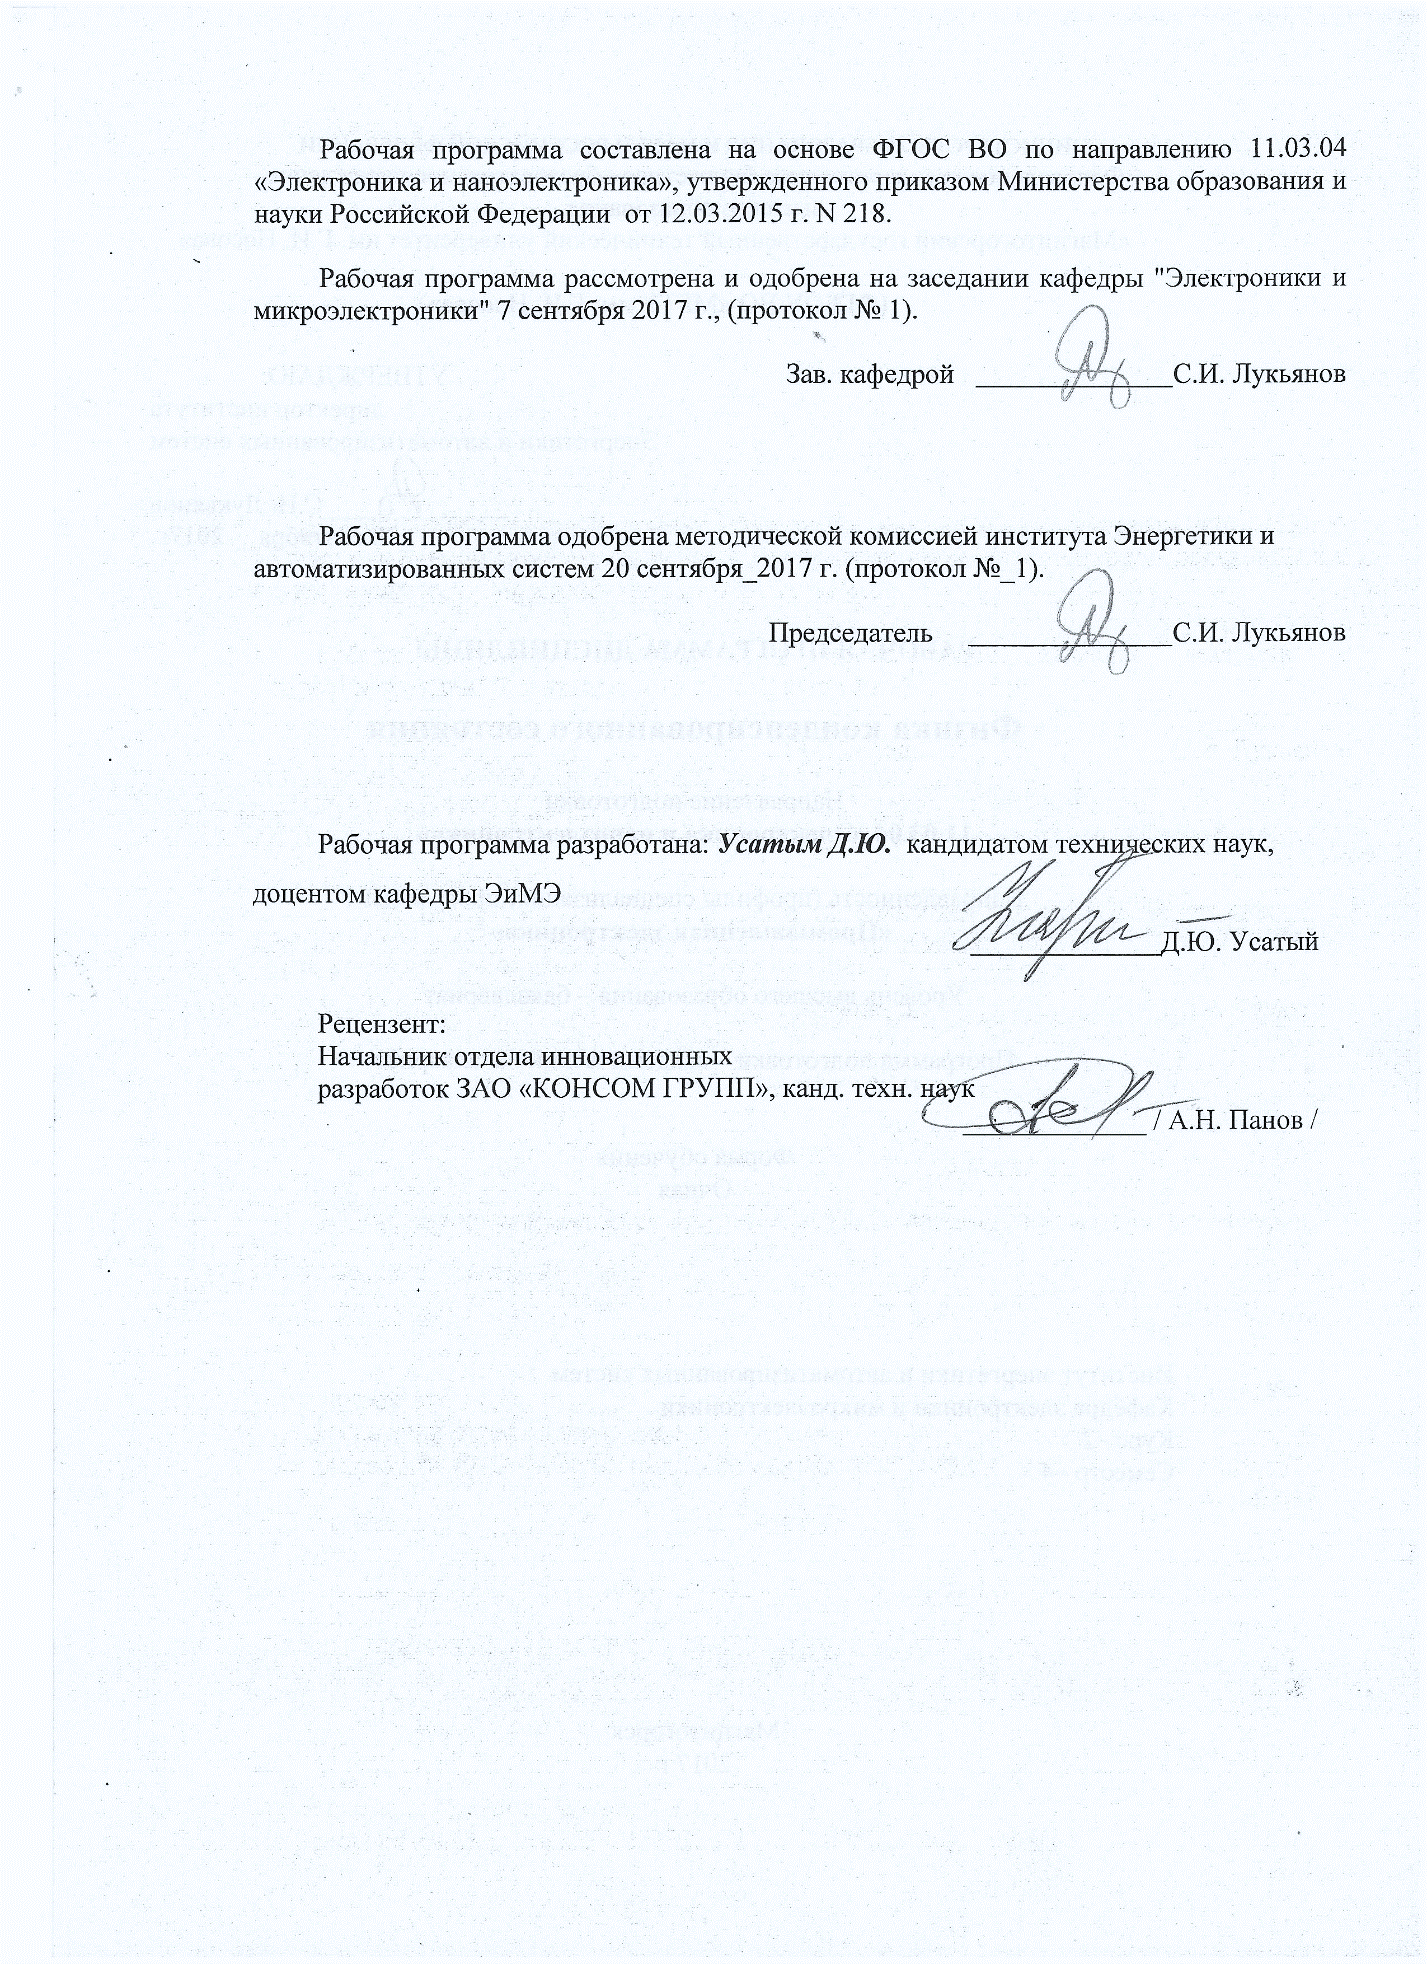 Рабочая программа составлена на основе ФГОС ВО по направлению 11.03.04
«Электроника и наноэлектроника», утвержденного приказом Министерства образования и
науки Российской Федерации от 12.03.2015 г. N 218.
Рабочая программа рассмотрена и одобрена на заседании кафедры "Электроники и
микроэлектроники" 7 сентября 2017 г., (протокол № 1).
Зав. кафедрой ______________С.И. Лукьянов
Рабочая программа одобрена методической комиссией института Энергетики и
автоматизированных систем 20 сентября_2017 г. (протокол №_1).
Председатель ______________С.И. Лукьянов
Рабочая программа разработана: Усатым Д.Ю. кандидатом технических наук,
доцентом кафедры ЭиМЭ
______________Д.Ю. Усатый
Рецензент:
Начальник отдела инновационных
разработок ЗАО «КОНСОМ ГРУПП», канд. техн. наук
______________ / А.Н. Панов /